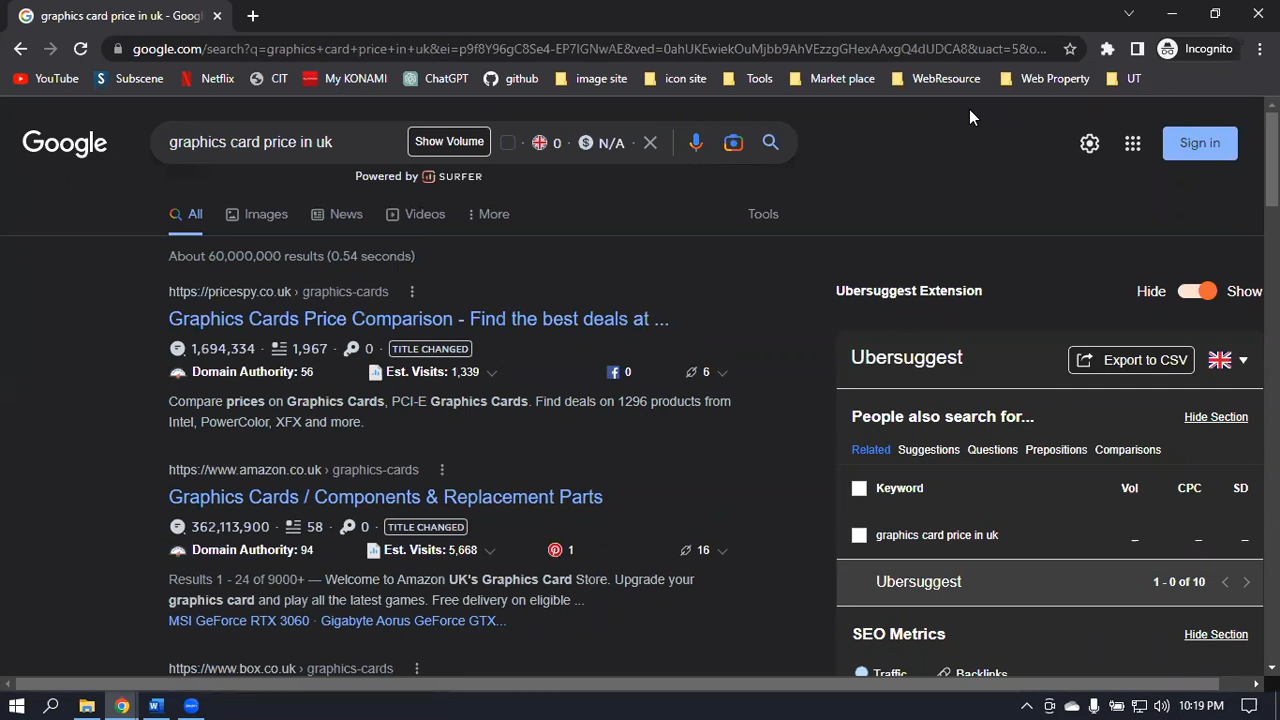 graphics card price in uk - Goog
google.com/search?q=graphics+card+price+in+uk&ei=p9f8Y96gC8Se4-EP7IGNwAE&ved=0ahUKEwiekOuMjbb9AhVEzzgGHexAAxgQ4dUDCA8&uact=5&o...
Incognito
YouTube
Subscene
Netflix
CIT
My KONAMI
ChatGPT
github
image site
icon site
Tools
Market place
WebResource
Web Property
UT
Google
graphics card price in uk
Show Volume
0
N/A
Sign in
Powered by SURFER
All
Images
News
Videos
More
Tools
About 60,000,000 results (0.54 seconds)
https://pricespy.co.uk › graphics-cards
Graphics Cards Price Comparison - Find the best deals at ...
1,694,334 · 1,967 · 0 · TITLE CHANGED
Domain Authority: 56 Est. Visits: 1,339 0 6
Compare prices on Graphics Cards, PCI-E Graphics Cards. Find deals on 1296 products from
Intel, PowerColor, XFX and more.
https://www.amazon.co.uk › graphics-cards
Graphics Cards / Components & Replacement Parts
362,113,900 · 58 · 0 · TITLE CHANGED
Domain Authority: 94 Est. Visits: 5,668 1 16
Results 1 - 24 of 9000+ — Welcome to Amazon UK's Graphics Card Store. Upgrade your
graphics card and play all the latest games. Free delivery on eligible ...
MSI GeForce RTX 3060 · Gigabyte Aorus GeForce GTX...
https://www.box.co.uk › graphics-cards
Ubersuggest Extension
Hide Show
Ubersuggest
Export to CSV
People also search for...
Hide Section
Related Suggestions Questions Prepositions Comparisons
Keyword Vol CPC SD
graphics card price in uk _ _ _
Ubersuggest 1 - 0 of 10
SEO Metrics
Hide Section
Traffic Backlinks
10:19 PM